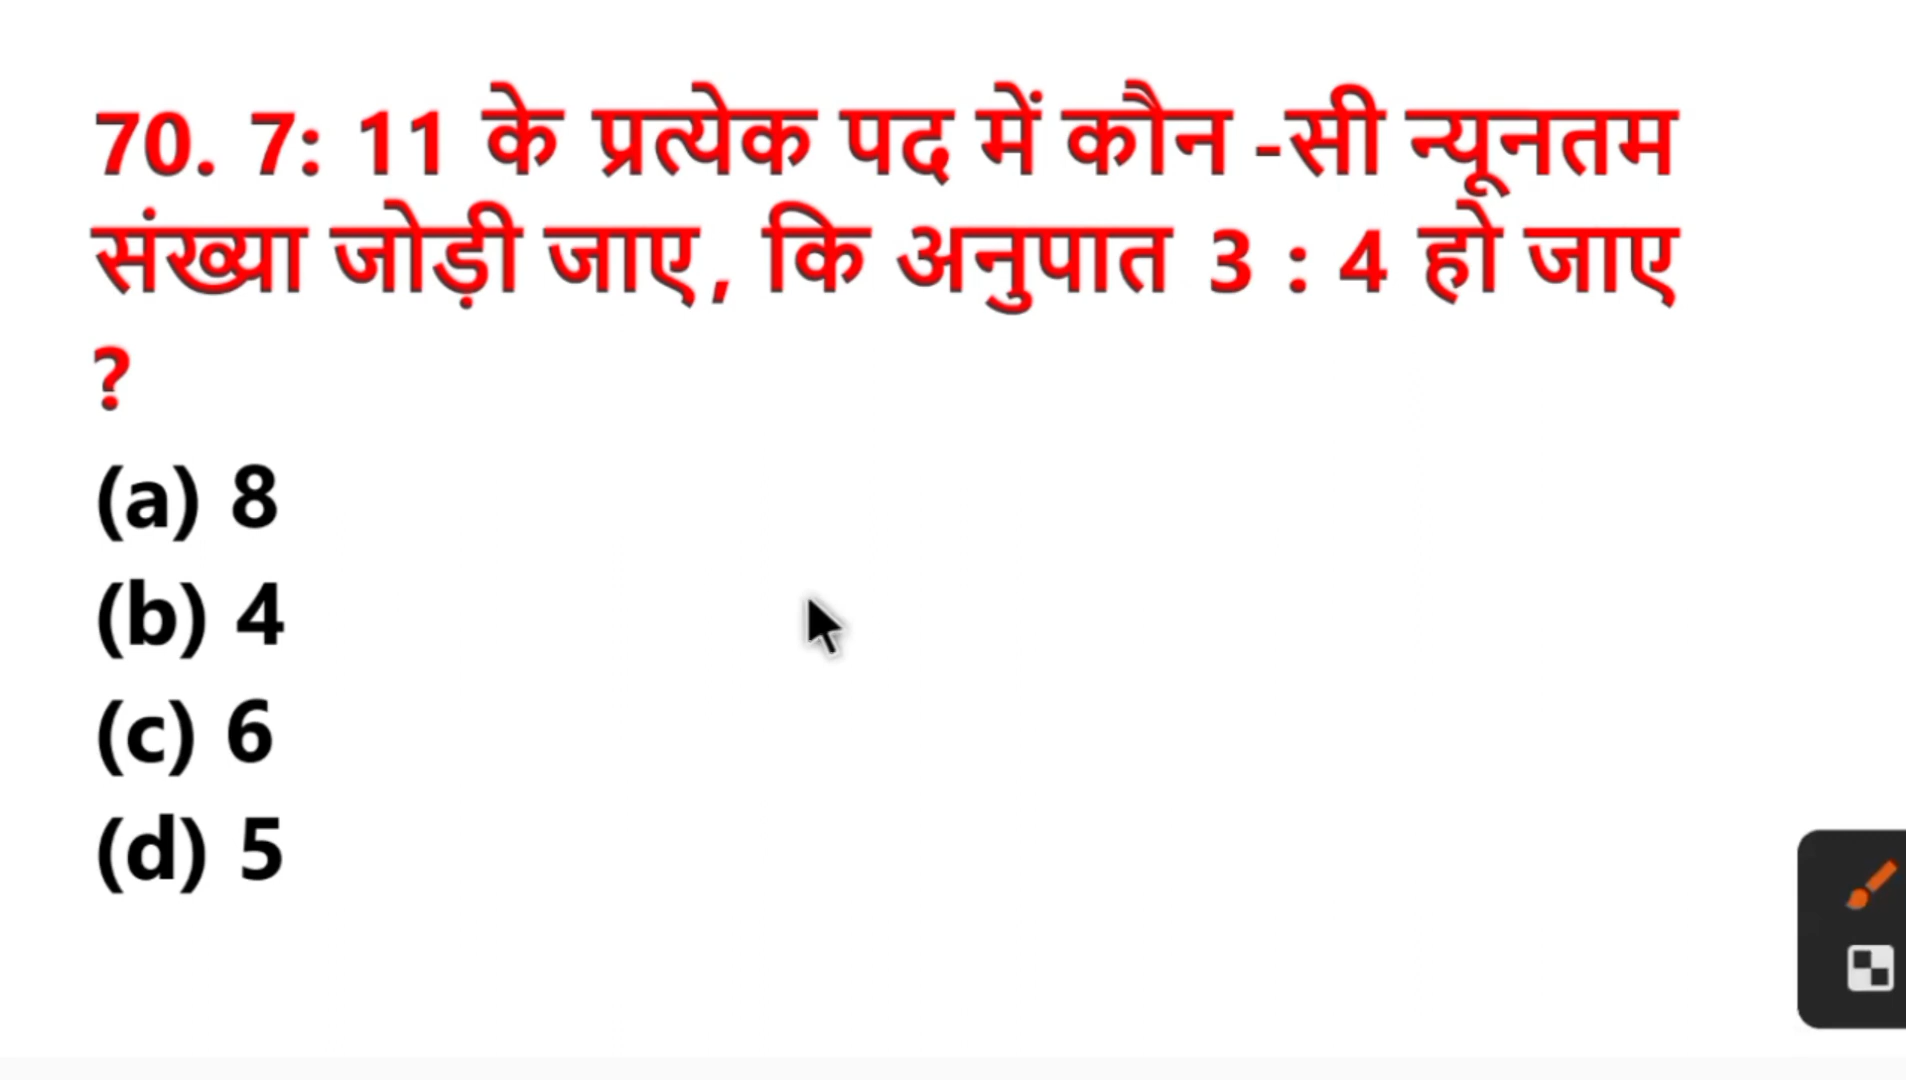 70. 7: 11 के प्रत्येक पद में कौन -सी न्यूनतम
संख्या जोड़ी जाए, कि अनुपात 3 : 4 हो जाए
?
(a) 8
(b) 4
(c) 6
(d) 5